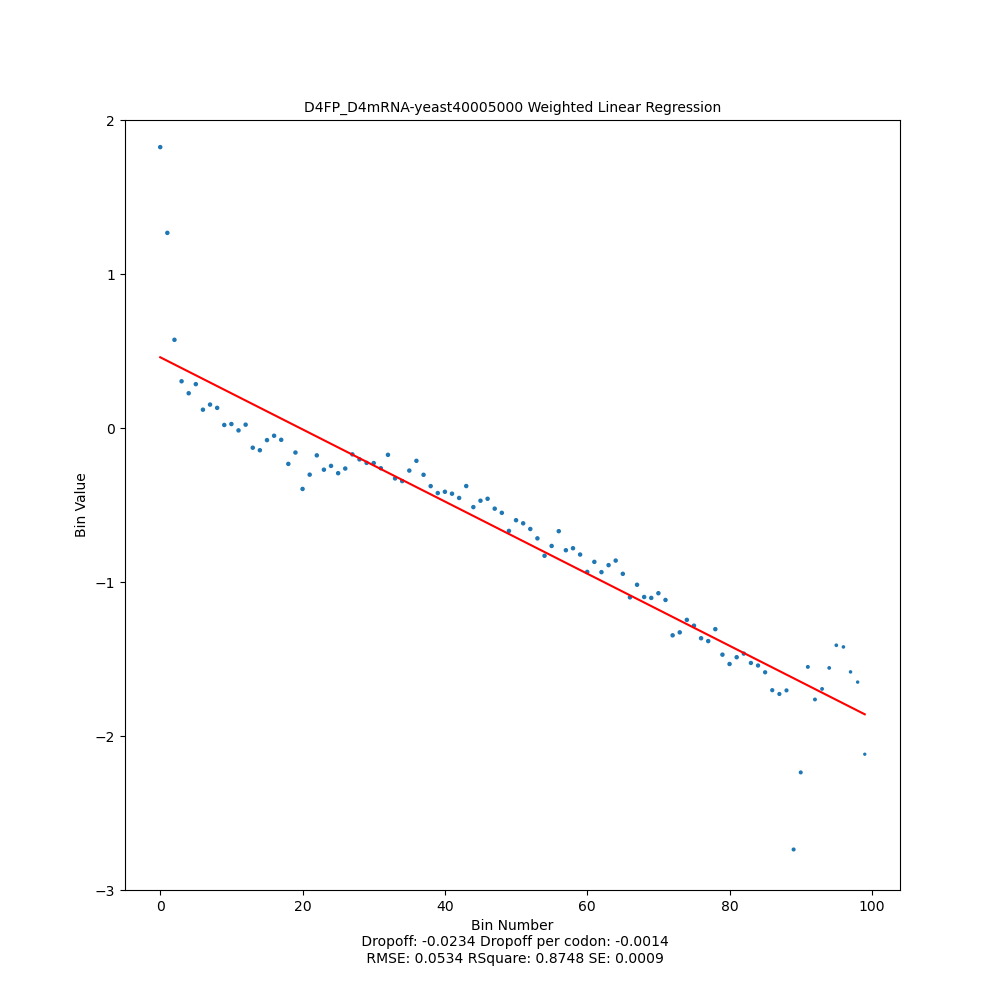 D4FP_D4mRNA-yeast40005000 Weighted Linear Regression
2
1
0
−1
−2
−3
Bin Value
0 20 40 60 80 100
Bin Number
Dropoff: -0.0234 Dropoff per codon: -0.0014
RMSE: 0.0534 RSquare: 0.8748 SE: 0.0009